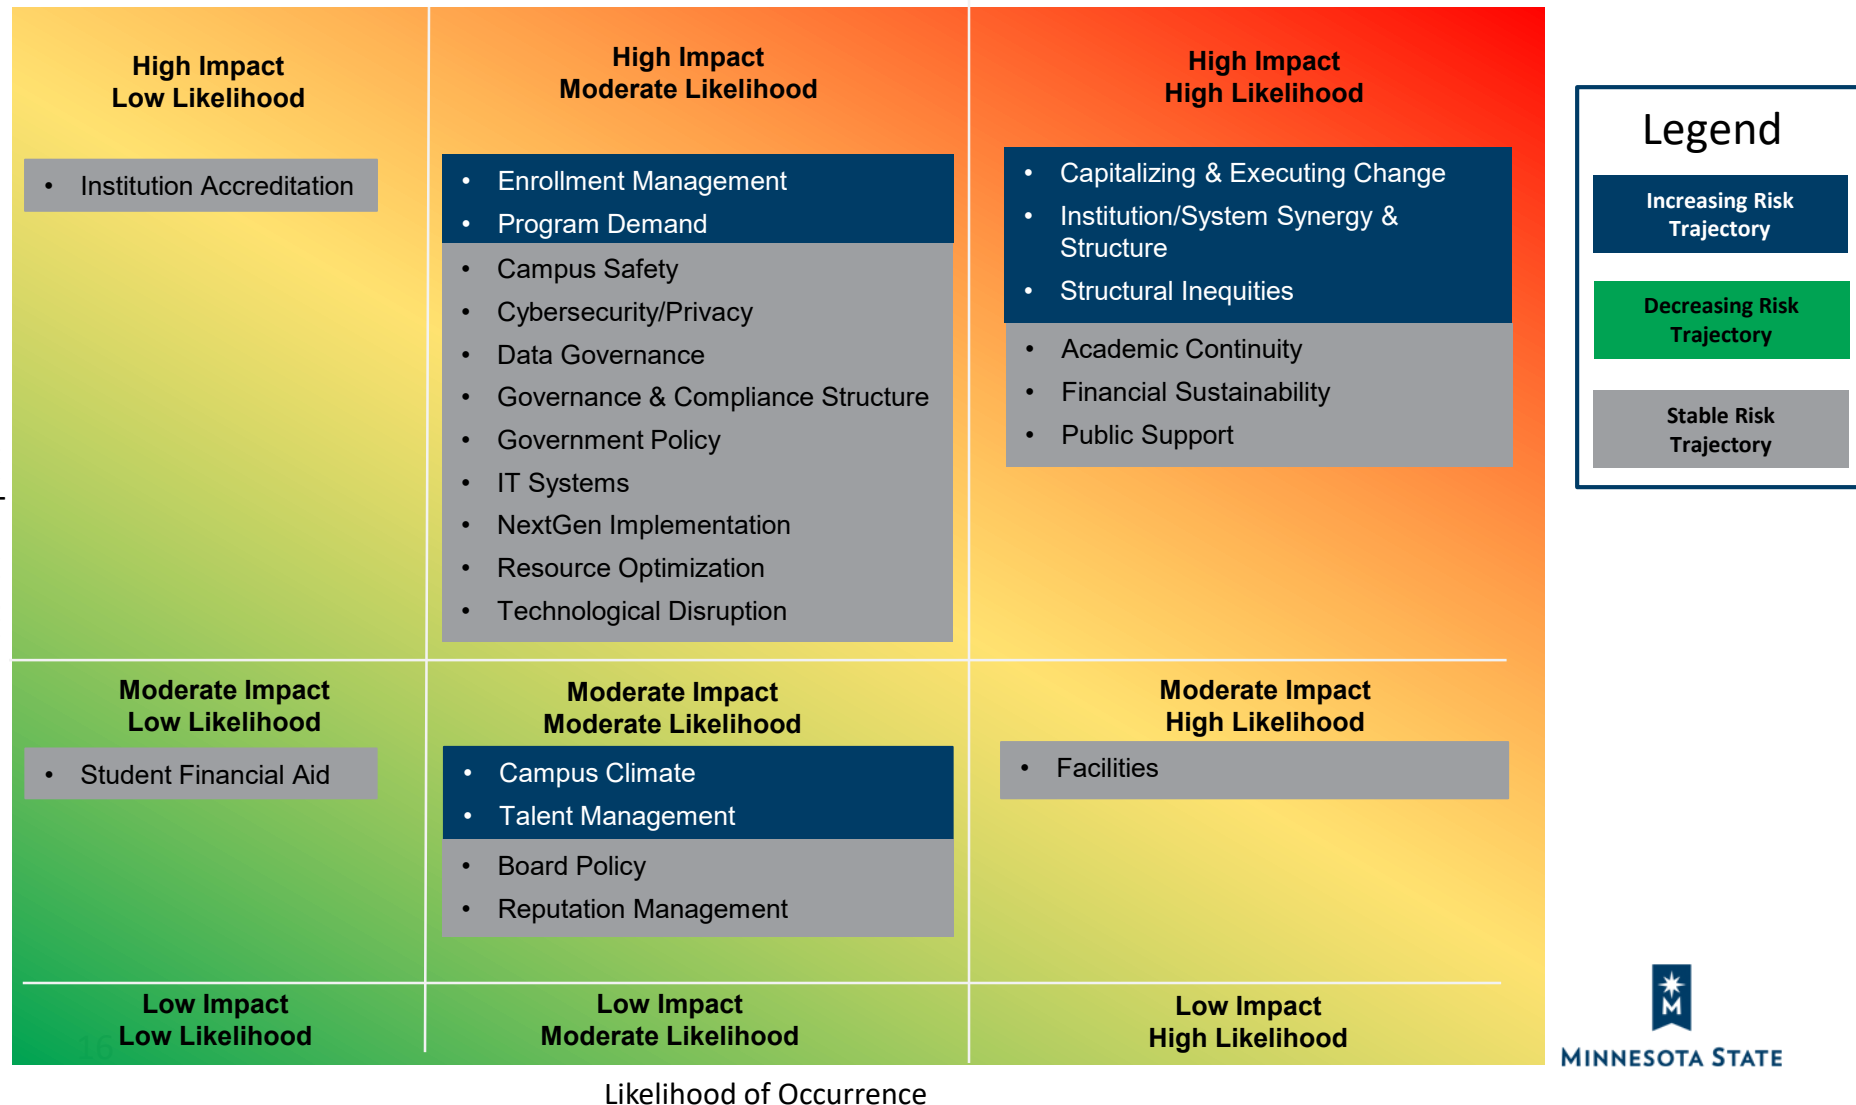 High Impact
Low Likelihood
• Institution Accreditation
High Impact
Moderate Likelihood
• Enrollment Management
• Program Demand
• Campus Safety
• Cybersecurity/Privacy
• Data Governance
• Governance & Compliance Structure
• Government Policy
• IT Systems
• NextGen Implementation
• Resource Optimization
• Technological Disruption
High Impact
High Likelihood
• Capitalizing & Executing Change
• Institution/System Synergy &
Structure
• Structural Inequities
• Academic Continuity
• Financial Sustainability
• Public Support
Moderate Impact
Low Likelihood
• Student Financial Aid
Moderate Impact
Moderate Likelihood
• Campus Climate
• Talent Management
• Board Policy
• Reputation Management
Moderate Impact
High Likelihood
• Facilities
Low Impact
Low Likelihood
16
Low Impact
Moderate Likelihood
Low Impact
High Likelihood
Likelihood of Occurrence
Legend
Increasing Risk
Trajectory
Decreasing Risk
Trajectory
Stable Risk
Trajectory
M
MINNESOTA STATE